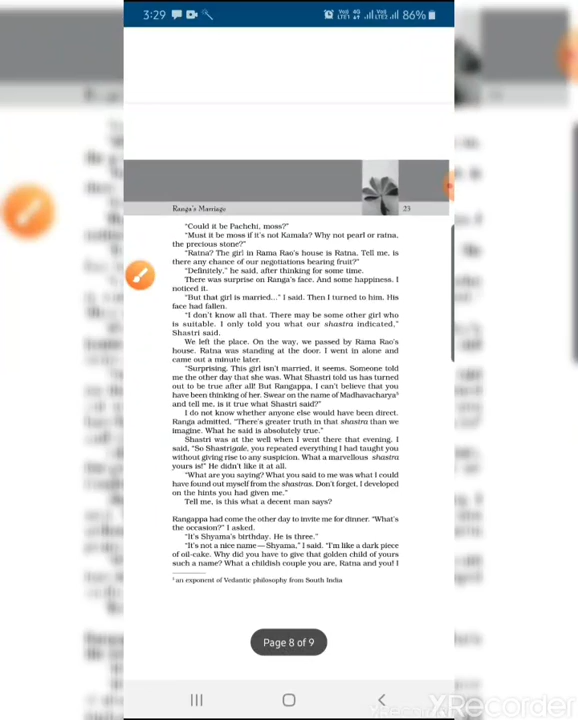 3:29
Vo)) 4G Vo))
LTE1 LTE2 86%
Ranga's Marriage 23
"Could it be Pachchi, moss?"
"Must it be moss if it's not Kamala? Why not pearl or ratna,
the precious stone?"
"Ratna? The girl in Rama Rao's house is Ratna. Tell me, is
there any chance of our negotiations bearing fruit?"
"Definitely," he said, after thinking for some time.
There was surprise on Ranga's face. And some happiness. I
noticed it.
"But that girl is married..." I said. Then I turned to him. His
face had fallen.
"I don't know all that. There may be some other girl who
is suitable. I only told you what our shastra indicated,"
Shastri said.
We left the place. On the way, we passed by Rama Rao's
house. Ratna was standing at the door. I went in alone and
came out a minute later.
"Surprising. This girl isn't married, it seems. Someone told
me the other day that she was. What Shastri told us has turned
out to be true after all! But Rangappa, I can't believe that you
have been thinking of her. Swear on the name of Madhavacharya³
and tell me, is it true what Shastri said?"
I do not know whether anyone else would have been direct.
Ranga admitted, "There's greater truth in that shastra than we
imagine. What he said is absolutely true."
Shastri was at the well when I went there that evening. I
said, "So Shastrigale, you repeated everything I had taught you
without giving rise to any suspicion. What a marvellous shastra
yours is!" He didn't like it at all.
"What are you saying? What you said to me was what I could
have found out myself from the shastras. Don't forget, I developed
on the hints you had given me."
Tell me, is this what a decent man says?
Rangappa had come the other day to invite me for dinner. "What's
the occasion?" I asked.
"It's Shyama's birthday. He is three."
"It's not a nice name — Shyama," I said. "I'm like a dark piece
of oil-cake. Why did you have to give that golden child of yours
such a name? What a childish couple you are, Ratna and you! I
an exponent of Vedantic philosophy from South India
Page 8 of 9
XRecorder